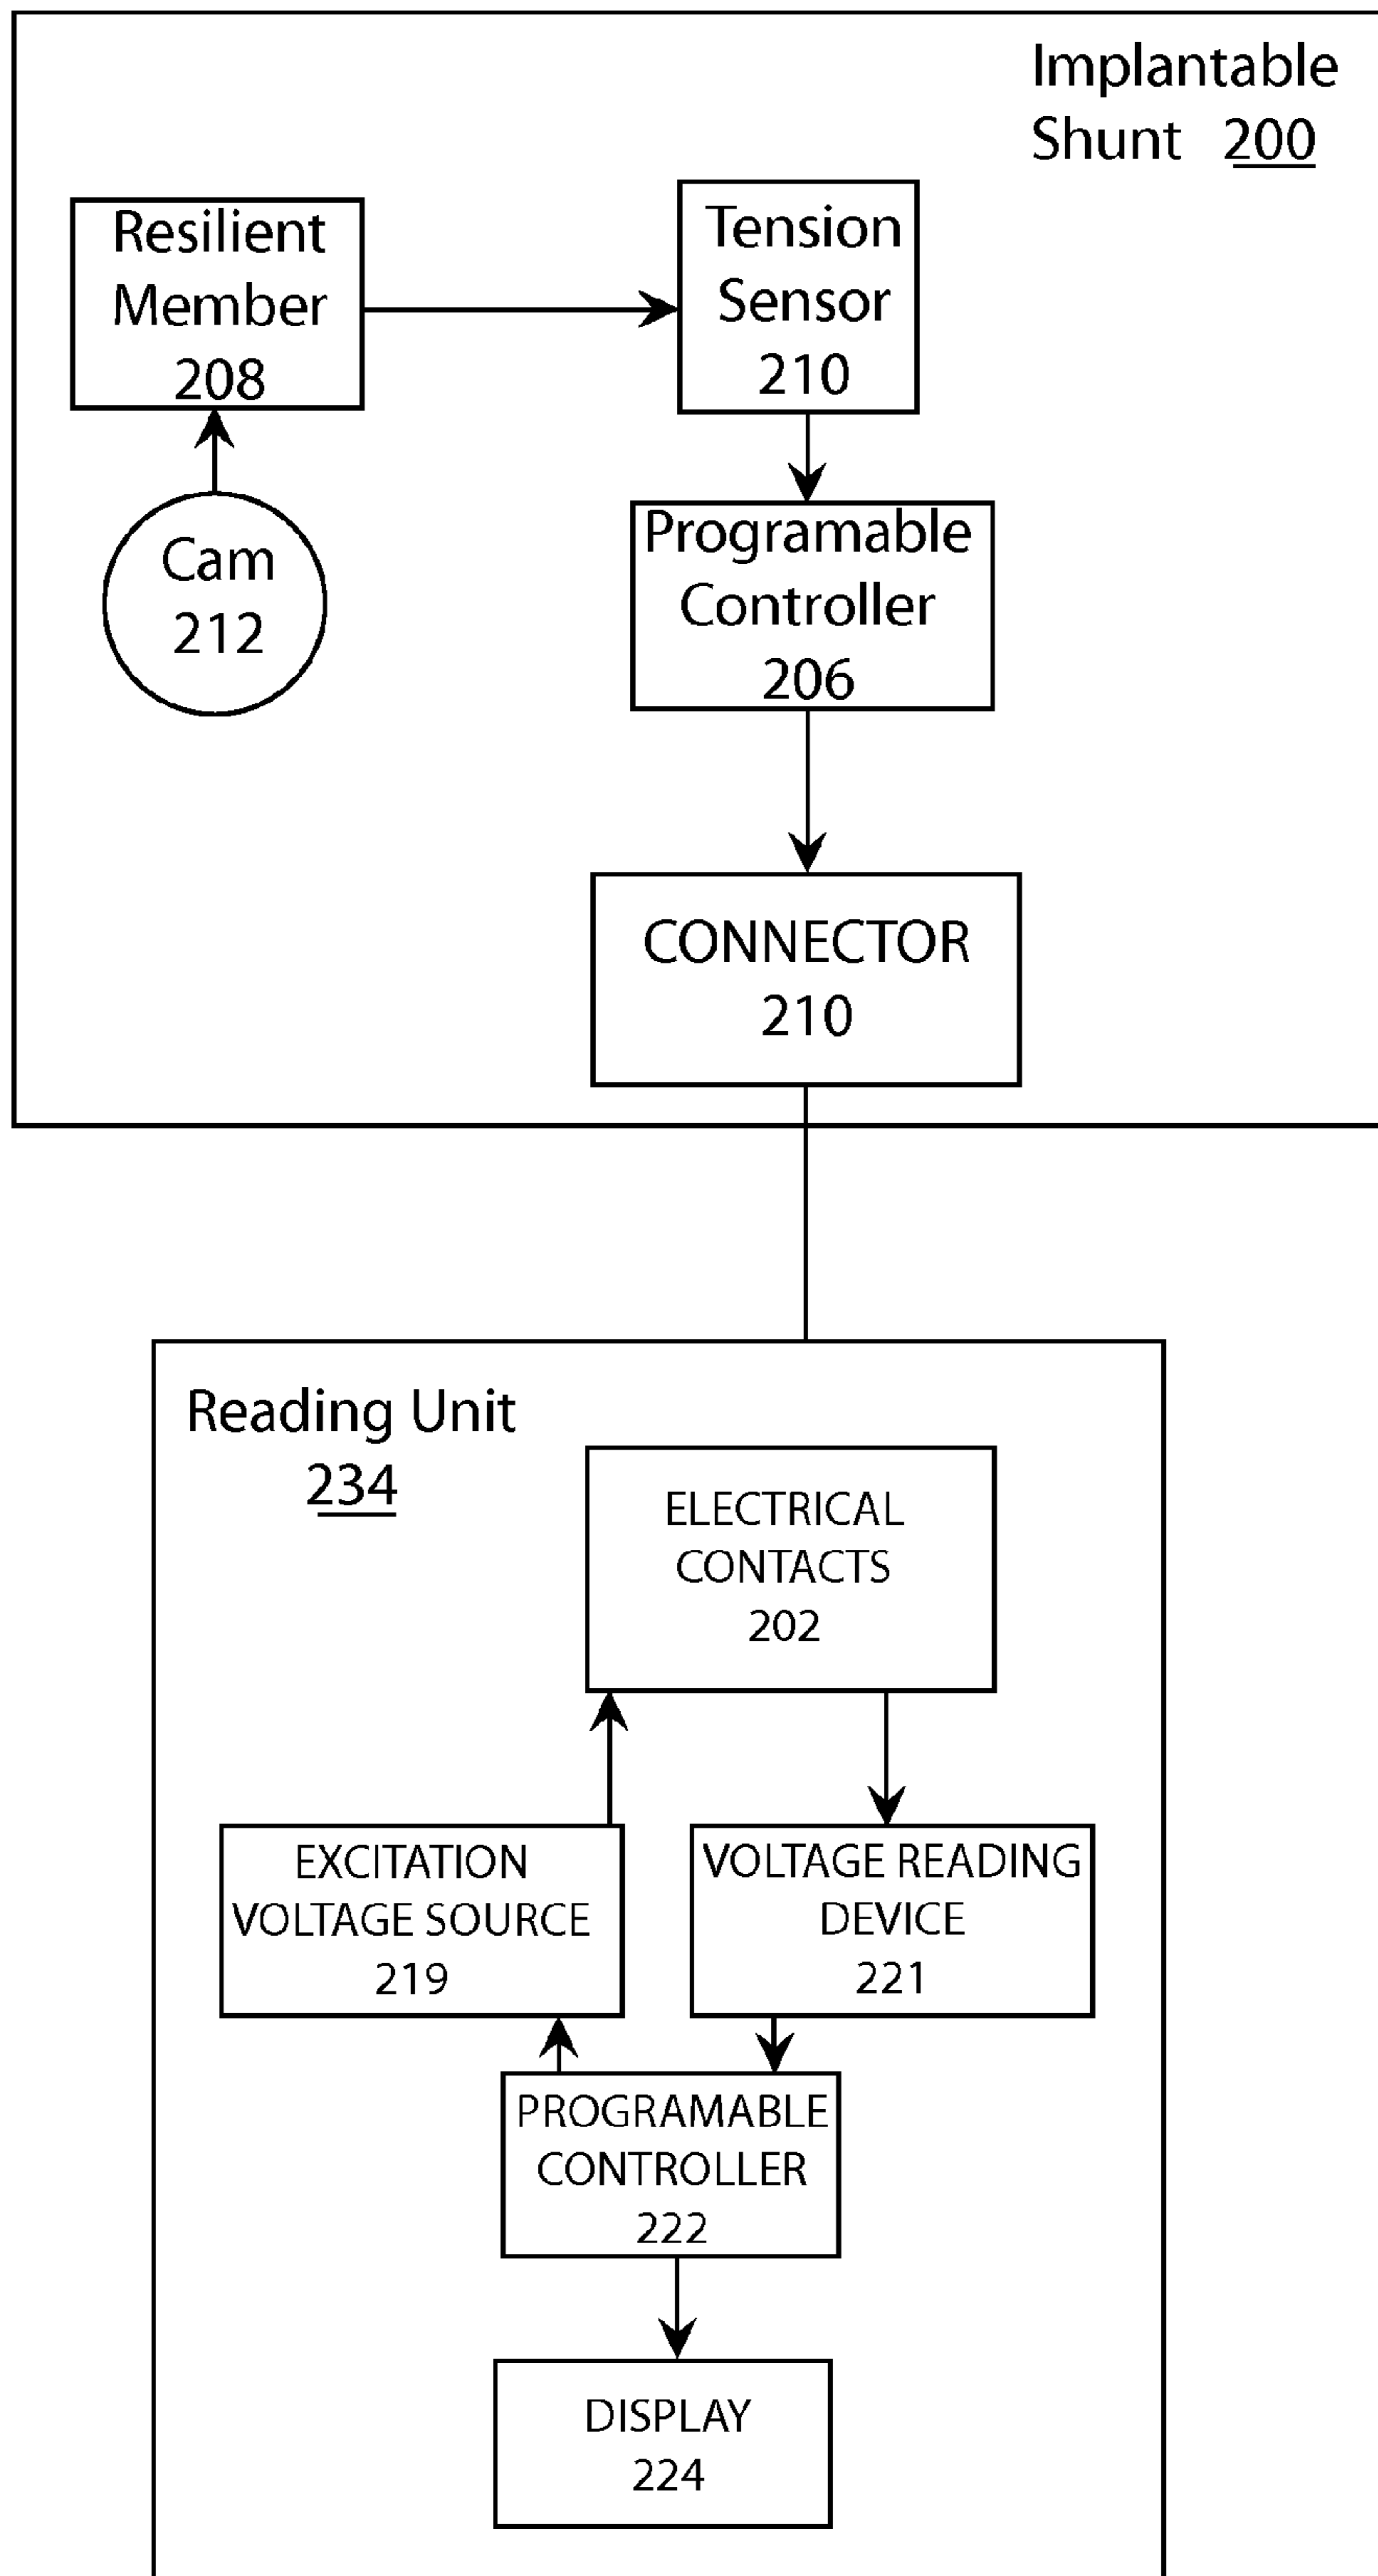 Implantable
Shunt 200
Resilient
Member
208
Tension
Sensor
210
Cam
212
Programable
Controller
206
CONNECTOR
210
Reading Unit
234
ELECTRICAL
CONTACTS
202
EXCITATION
VOLTAGE SOURCE
219
VOLTAGE READING
DEVICE
221
PROGRAMABLE
CONTROLLER
222
DISPLAY
224